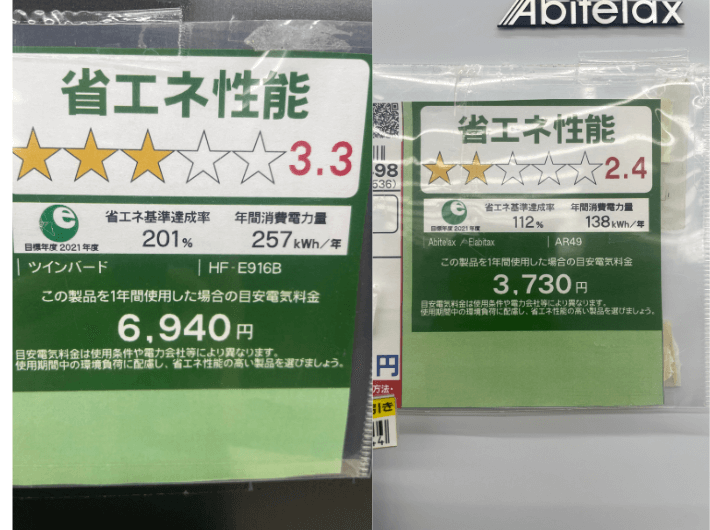 省エネ性能
3.3
省エネ基準達成率 年間消費電力量
目標年度2021年度
201% 257kWh/年
ツインバード HF-E916B
この製品を1年間使用した場合の目安電気料金
6,940円
目安電気料金は使用条件や電力会社等により異なります。
使用期間中の環境負荷に配慮し、省エネ性能の高い製品を選びましょう。
Abitelax
省エネ性能
2.4
省エネ基準達成率 年間消費電力量
目標年度2021年度
112% 138kWh/年
Abitelax / Elabitax AR49
この製品を1年間使用した場合の目安電気料金
3,730円
目安電気料金は使用条件や電力会社等により異なります。
使用期間中の環境負荷に配慮し、省エネ性能の高い製品を選びましょう。
98
536)
円
方法・
引き
44